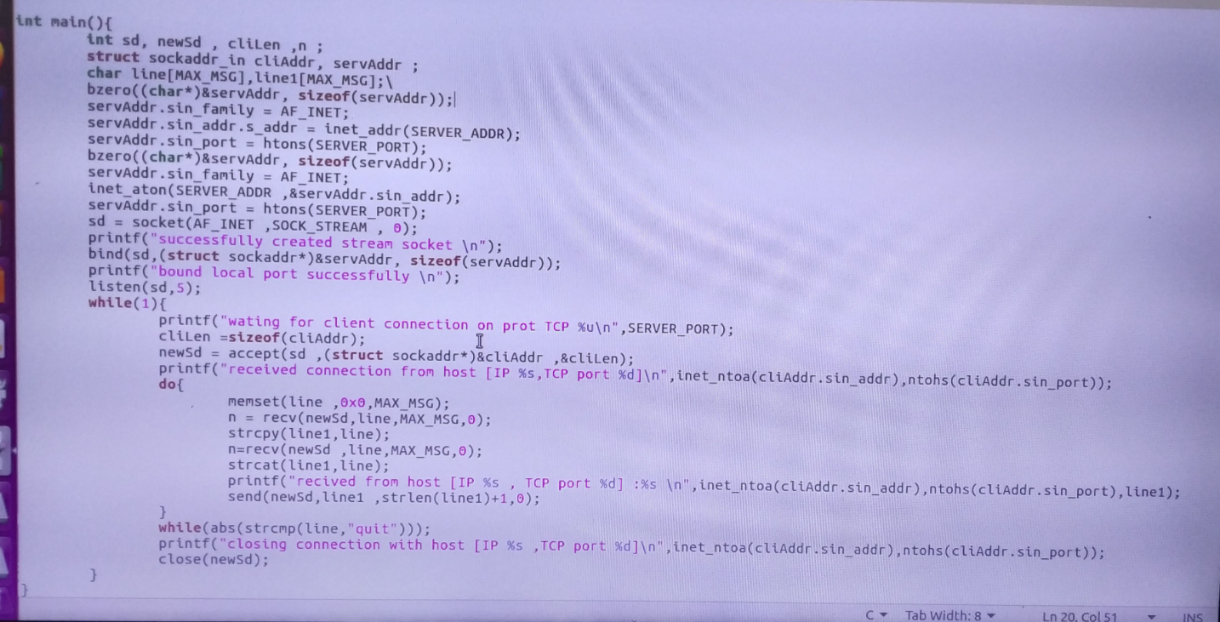 int main(){
int sd, newSd , cliLen ,n ;
struct sockaddr_in cliAddr, servAddr ;
char line[MAX_MSG],line1[MAX_MSG];\
bzero((char*)&servAddr, sizeof(servAddr));
servAddr.sin_family = AF_INET;
servAddr.sin_addr.s_addr = inet_addr(SERVER_ADDR);
servAddr.sin_port = htons(SERVER_PORT);
bzero((char*)&servAddr, sizeof(servAddr));
servAddr.sin_family = AF_INET;
inet_aton(SERVER_ADDR ,&servAddr.sin_addr);
servAddr.sin_port = htons(SERVER_PORT);
sd = socket(AF_INET ,SOCK_STREAM , 0);
printf("successfully created stream socket \n");
bind(sd,(struct sockaddr*)&servAddr, sizeof(servAddr));
printf("bound local port successfully \n");
listen(sd,5);
while(1){
printf("wating for client connection on prot TCP %u\n",SERVER_PORT);
cliLen =sizeof(cliAddr);
newSd = accept(sd ,(struct sockaddr*)&cliAddr ,&cliLen);
printf("received connection from host [IP %s,TCP port %d]\n",inet_ntoa(cliAddr.sin_addr),ntohs(cliAddr.sin_port));
do{
memset(line ,0x0,MAX_MSG);
n = recv(newSd,line,MAX_MSG,0);
strcpy(line1,line);
n=recv(newSd ,line,MAX_MSG,0);
strcat(line1,line);
printf("recived from host [IP %s , TCP port %d] :%s \n",inet_ntoa(cliAddr.sin_addr),ntohs(cliAddr.sin_port),line1);
send(newSd,line1 ,strlen(line1)+1,0);
}
while(abs(strcmp(line,"quit")));
printf("closing connection with host [IP %s ,TCP port %d]\n",inet_ntoa(cliAddr.sin_addr),ntohs(cliAddr.sin_port));
close(newSd);
}
}
C Tab Width: 8 Ln 20, Col 51 INS